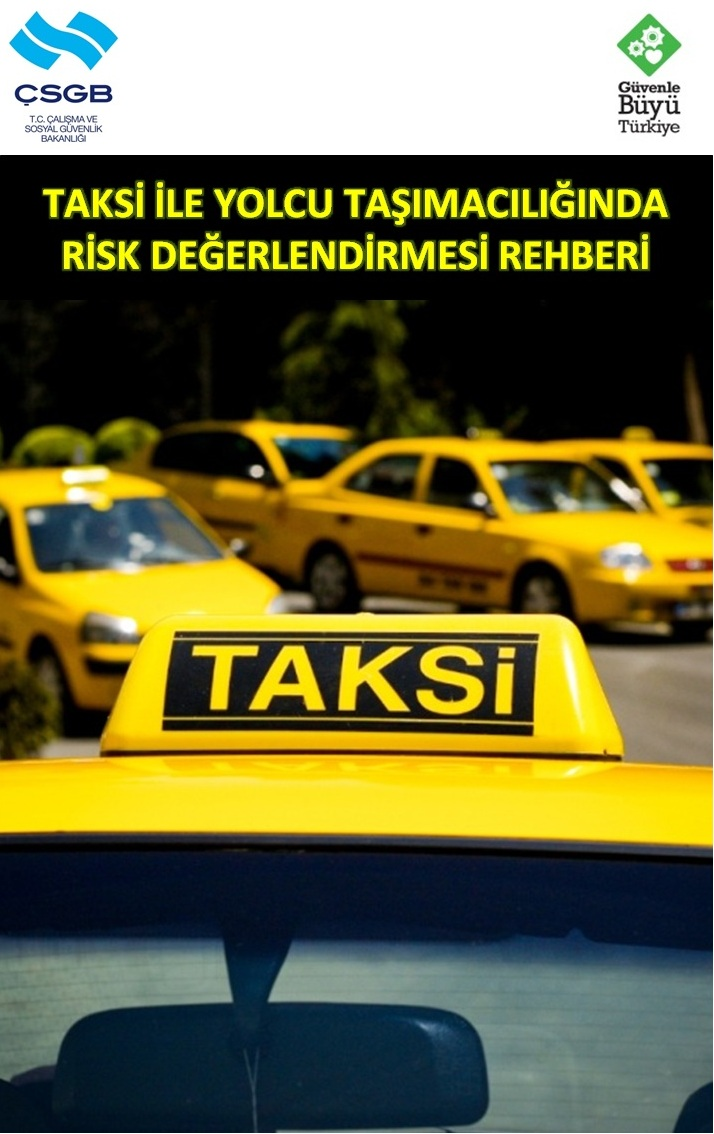 ÇSGB
T.C. ÇALIŞMA VE
SOSYAL GÜVENLİK
BAKANLIĞI
Güvenle
Büyü
Türkiye
TAKSİ İLE YOLCU TAŞIMACILIĞINDA
RİSK DEĞERLENDİRMESİ REHBERİ
TAKSİ